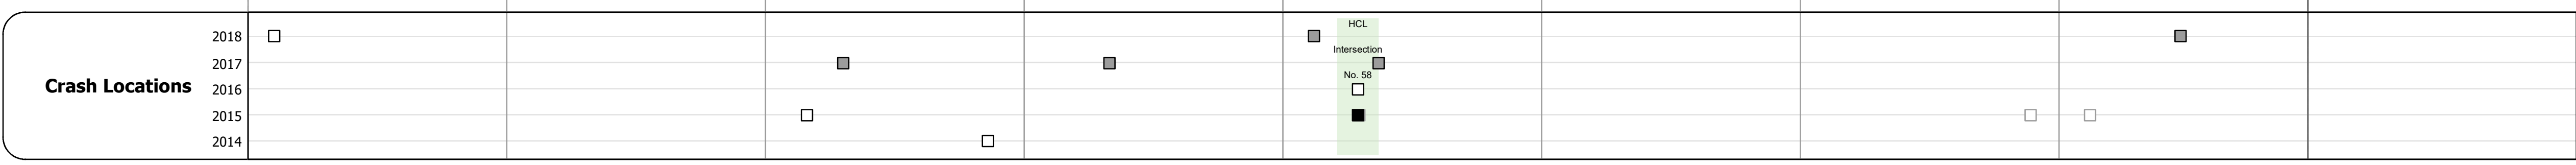 HCL
2018
Intersection
2017
No. 58
Crash Locations
2016
2015
2014